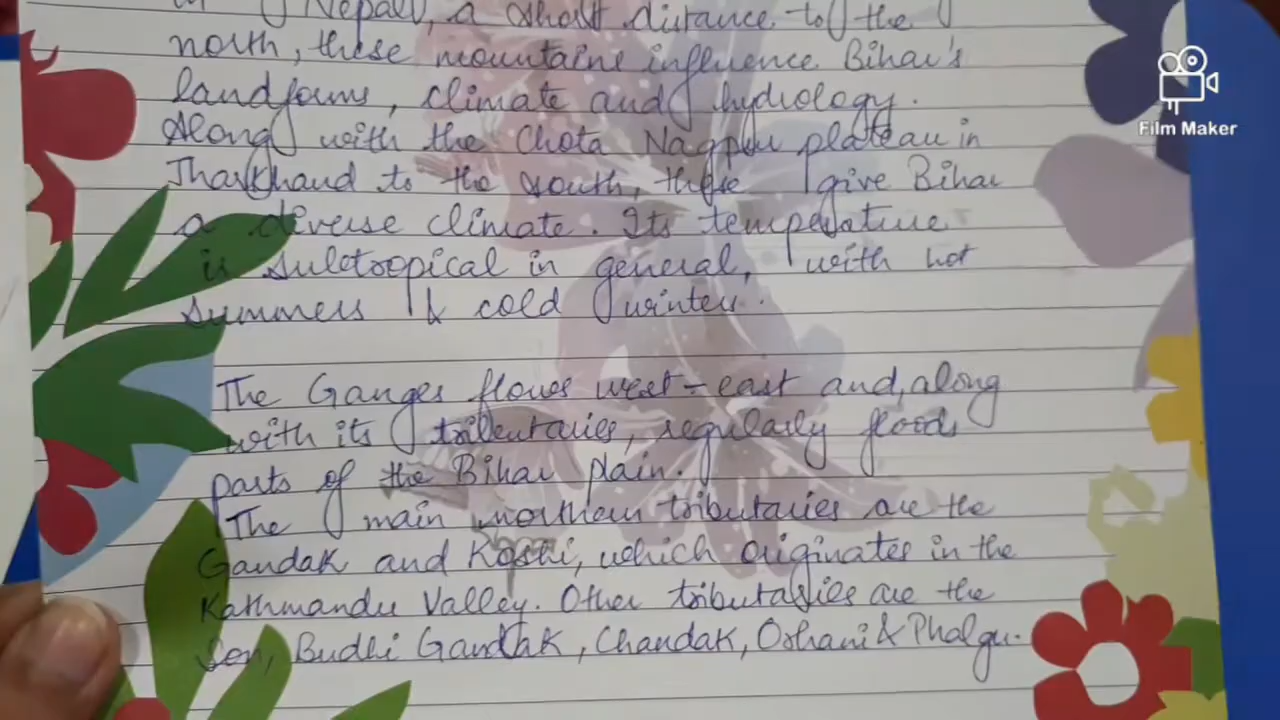 in Nepal, a short distance to the
north, these mountains influence Bihar's
landforms, climate and hydrology.
Along with the Chota Nagpur plateau in
Jharkhand to the south, these give Bihar
a diverse climate. Its temperature
is subtropical in general, with hot
summers & cold winters.
The Ganges flows west-east and, along
with its tributaries, regularly floods
parts of the Bihar plain.
The main northern tributaries are the
Gandak and Koshi, which originates in the
Kathmandu Valley. Other tributaries are the
Son, Budhi Gandak, Chandak, Orhani & Phalgu.
Film Maker